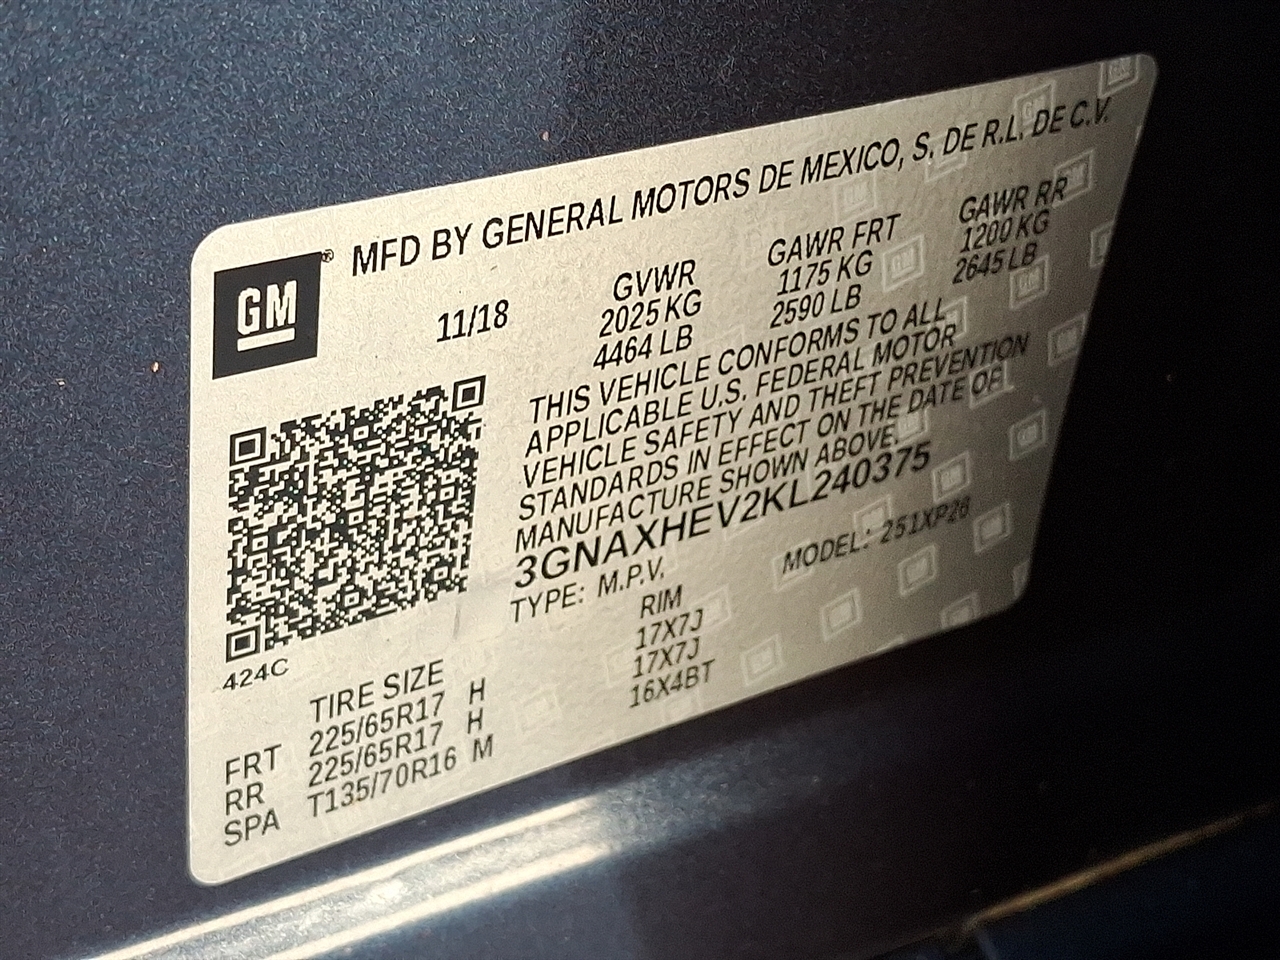 MFD BY GENERAL MOTORS DE MEXICO, S. DE R.L. DE C.V.
GM ®
11/18
GVWR
2025 KG
4464 LB
GAWR FRT
1175 KG
2590 LB
GAWR RR
1200 KG
2645 LB
THIS VEHICLE CONFORMS TO ALL
APPLICABLE U.S. FEDERAL MOTOR
VEHICLE SAFETY AND THEFT PREVENTION
STANDARDS IN EFFECT ON THE DATE OF
MANUFACTURE SHOWN ABOVE.
3GNAXHEV2KL240375
TYPE: M.P.V. MODEL: 251XP26
424C
TIRE SIZE RIM
FRT 225/65R17 H 17X7J
RR 225/65R17 H 17X7J
SPA T135/70R16 M 16X4BT